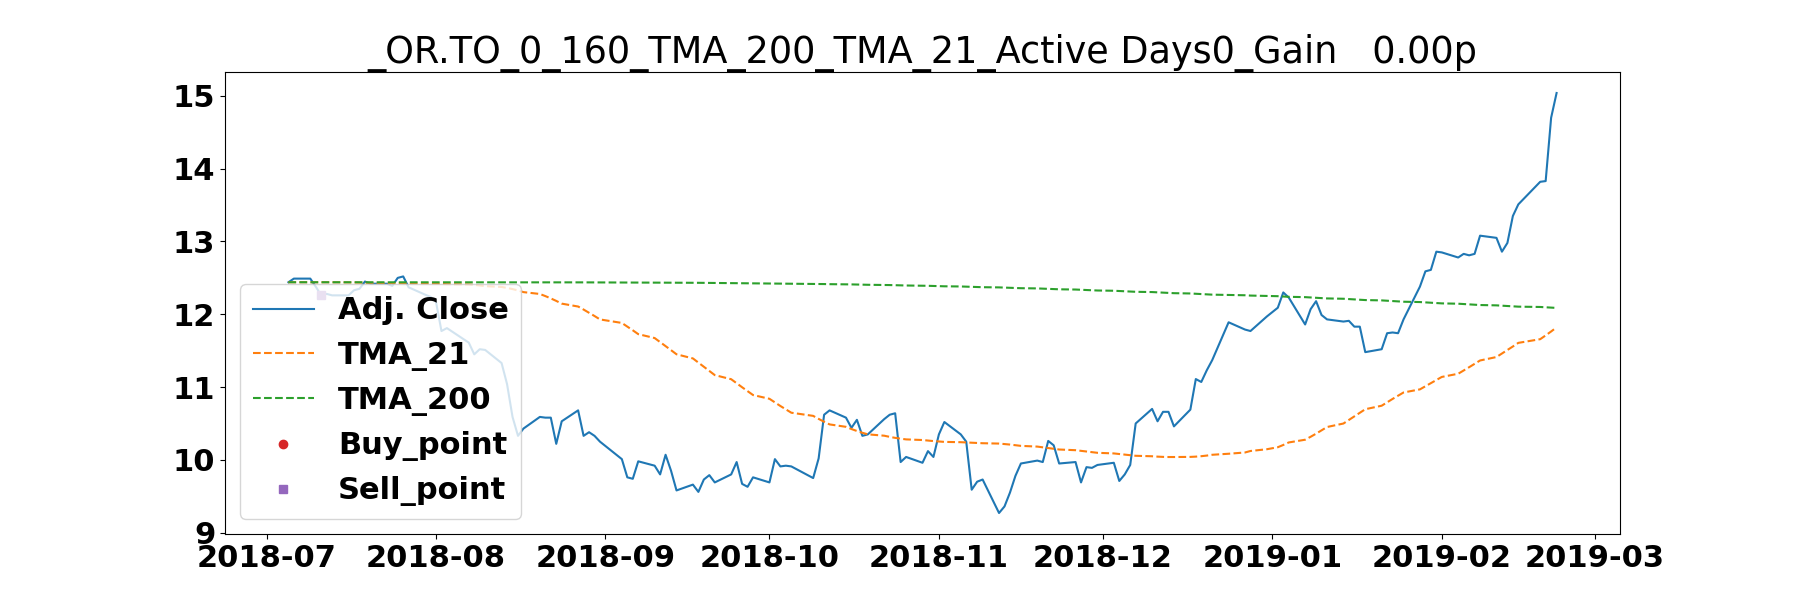 _OR.TO_0_160_TMA_200_TMA_21_Active Days0_Gain   0.00p
15
14
13
12
11
10
9
Adj. Close
TMA_21
TMA_200
Buy_point
Sell_point
2018-07 2018-08 2018-09 2018-10 2018-11 2018-12 2019-01 2019-02 2019-03